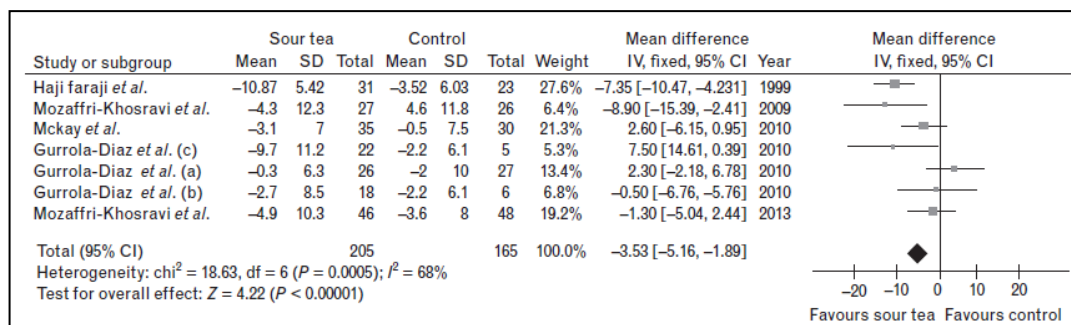 Sour tea Control Mean difference Mean difference
Study or subgroup Mean SD Total Mean SD Total Weight IV, fixed, 95% CI Year IV, fixed, 95% CI
Haji faraji et al. −10.87 5.42 31 −3.52 6.03 23 27.6% −7.35 [−10.47, −4.231] 1999
Mozaffri-Khosravi et al. −4.3 12.3 27 4.6 11.8 26 6.4% −8.90 [−15.39, −2.41] 2009
Mckay et al. −3.1 7 35 −0.5 7.5 30 21.3% 2.60 [−6.15, 0.95] 2010
Gurrola-Diaz et al. (c) −9.7 11.2 22 −2.2 6.1 5 5.3% 7.50 [14.61, 0.39] 2010
Gurrola-Diaz et al. (a) −0.3 6.3 26 −2 10 27 13.4% 2.30 [−2.18, 6.78] 2010
Gurrola-Diaz et al. (b) −2.7 8.5 18 −2.2 6.1 6 6.8% −0.50 [−6.76, −5.76] 2010
Mozaffri-Khosravi et al. −4.9 10.3 46 −3.6 8 48 19.2% −1.30 [−5.04, 2.44] 2013
Total (95% CI) 205 165 100.0% −3.53 [−5.16, −1.89]
Heterogeneity: chi² = 18.63, df = 6 (P = 0.0005); I² = 68%
Test for overall effect: Z = 4.22 (P < 0.00001)
−20 −10 0 10 20
Favours sour tea Favours control